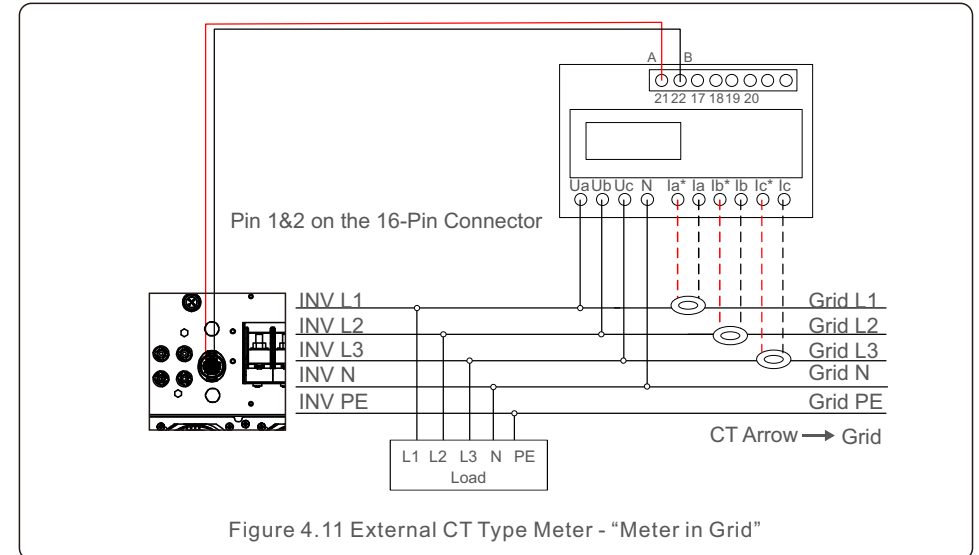 A B
21 22 17 18 19 20
Ua Ub Uc N Ia* Ia Ib* Ib Ic* Ic
Pin 1&2 on the 16-Pin Connector
INV L1 Grid L1
INV L2 Grid L2
INV L3 Grid L3
INV N Grid N
INV PE Grid PE
CT Arrow → Grid
L1 L2 L3 N PE
Load
Figure 4.11 External CT Type Meter - “Meter in Grid”